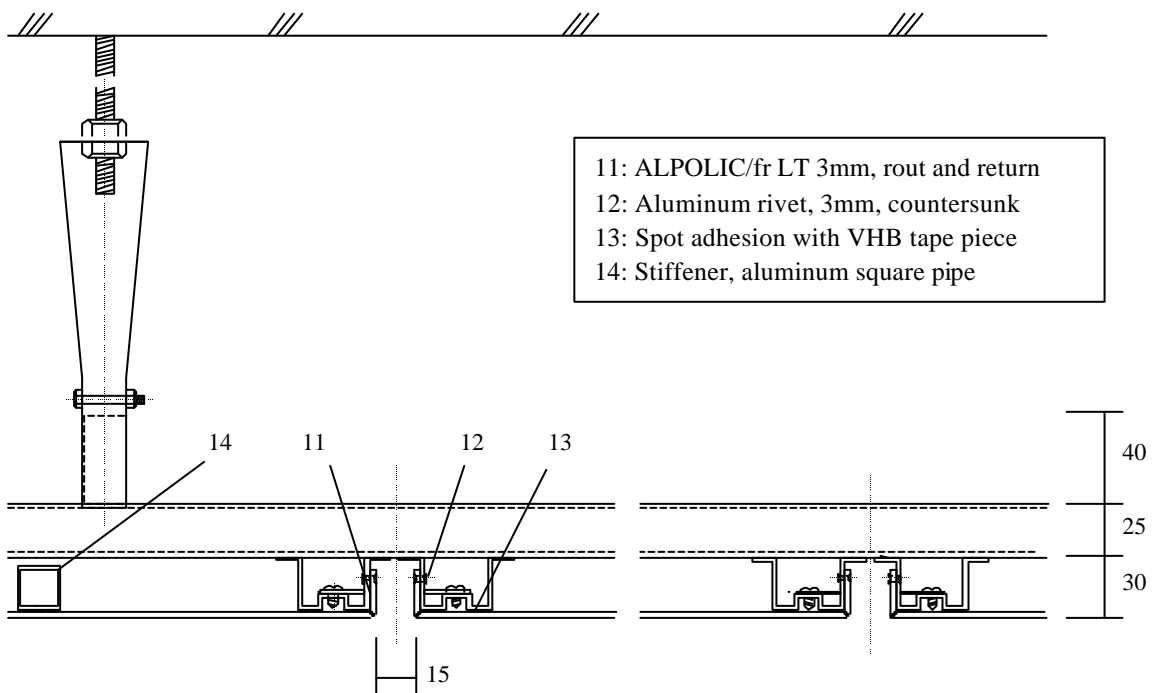 11: ALPOLIC/fr LT 3mm, rout and return
12: Aluminum rivet, 3mm, countersunk
13: Spot adhesion with VHB tape piece
14: Stiffener, aluminum square pipe
14
11
12
13
40
25
30
15